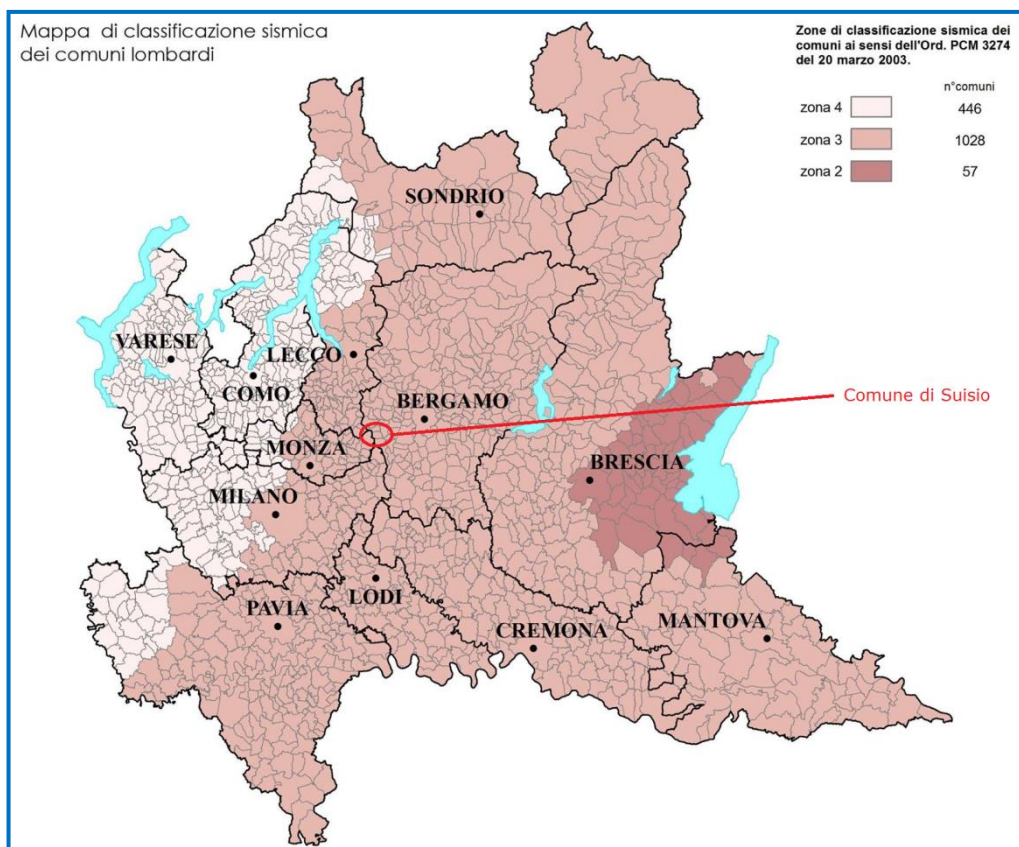 Mappa di classificazione sismica
dei comuni lombardi
Zone di classificazione sismica dei
comuni ai sensi dell'Ord. PCM 3274
del 20 marzo 2003.
n°comuni
zona 4 446
zona 3 1028
zona 2 57
SONDRIO
VARESE
LECCO
COMO
BERGAMO
Comune di Suisio
MONZA
BRESCIA
MILANO
PAVIA
LODI
CREMONA
MANTOVA